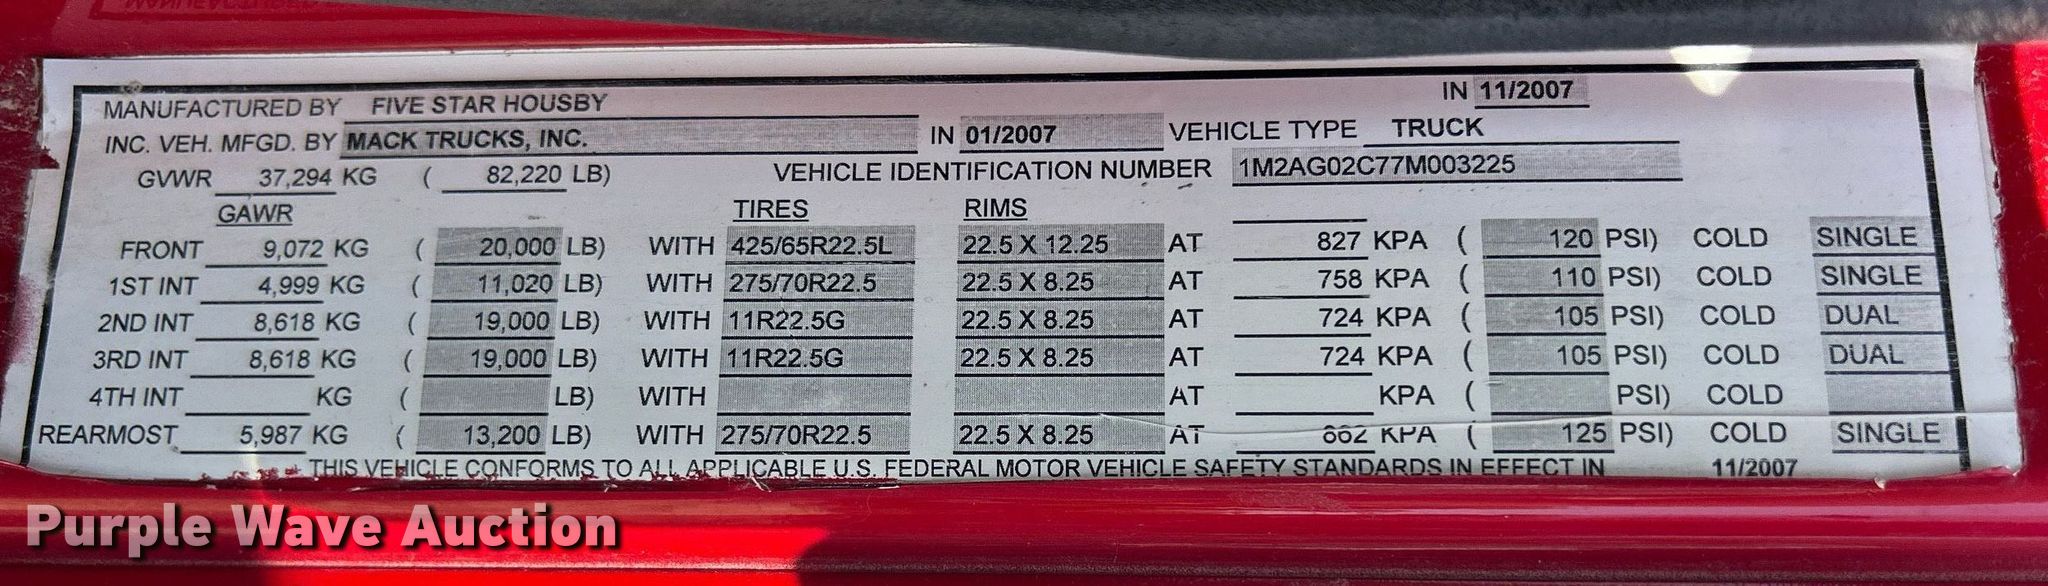 MANUFACTURED BY FIVE STAR HOUSBY IN 11/2007
INC. VEH. MFGD. BY MACK TRUCKS, INC. IN 01/2007 VEHICLE TYPE TRUCK
GVWR 37,294 KG ( 82,220 LB) VEHICLE IDENTIFICATION NUMBER 1M2AG02C77M003225
GAWR TIRES RIMS
FRONT 9,072 KG ( 20,000 LB) WITH 425/65R22.5L 22.5 X 12.25 AT 827 KPA ( 120 PSI) COLD SINGLE
1ST INT 4,999 KG ( 11,020 LB) WITH 275/70R22.5 22.5 X 8.25 AT 758 KPA ( 110 PSI) COLD SINGLE
2ND INT 8,618 KG ( 19,000 LB) WITH 11R22.5G 22.5 X 8.25 AT 724 KPA ( 105 PSI) COLD DUAL
3RD INT 8,618 KG ( 19,000 LB) WITH 11R22.5G 22.5 X 8.25 AT 724 KPA ( 105 PSI) COLD DUAL
4TH INT KG ( LB) WITH AT KPA ( PSI) COLD
REARMOST 5,987 KG ( 13,200 LB) WITH 275/70R22.5 22.5 X 8.25 AT 862 KPA ( 125 PSI) COLD SINGLE
THIS VEHICLE CONFORMS TO ALL APPLICABLE U.S. FEDERAL MOTOR VEHICLE SAFETY STANDARDS IN EFFECT IN 11/2007
Purple Wave Auction